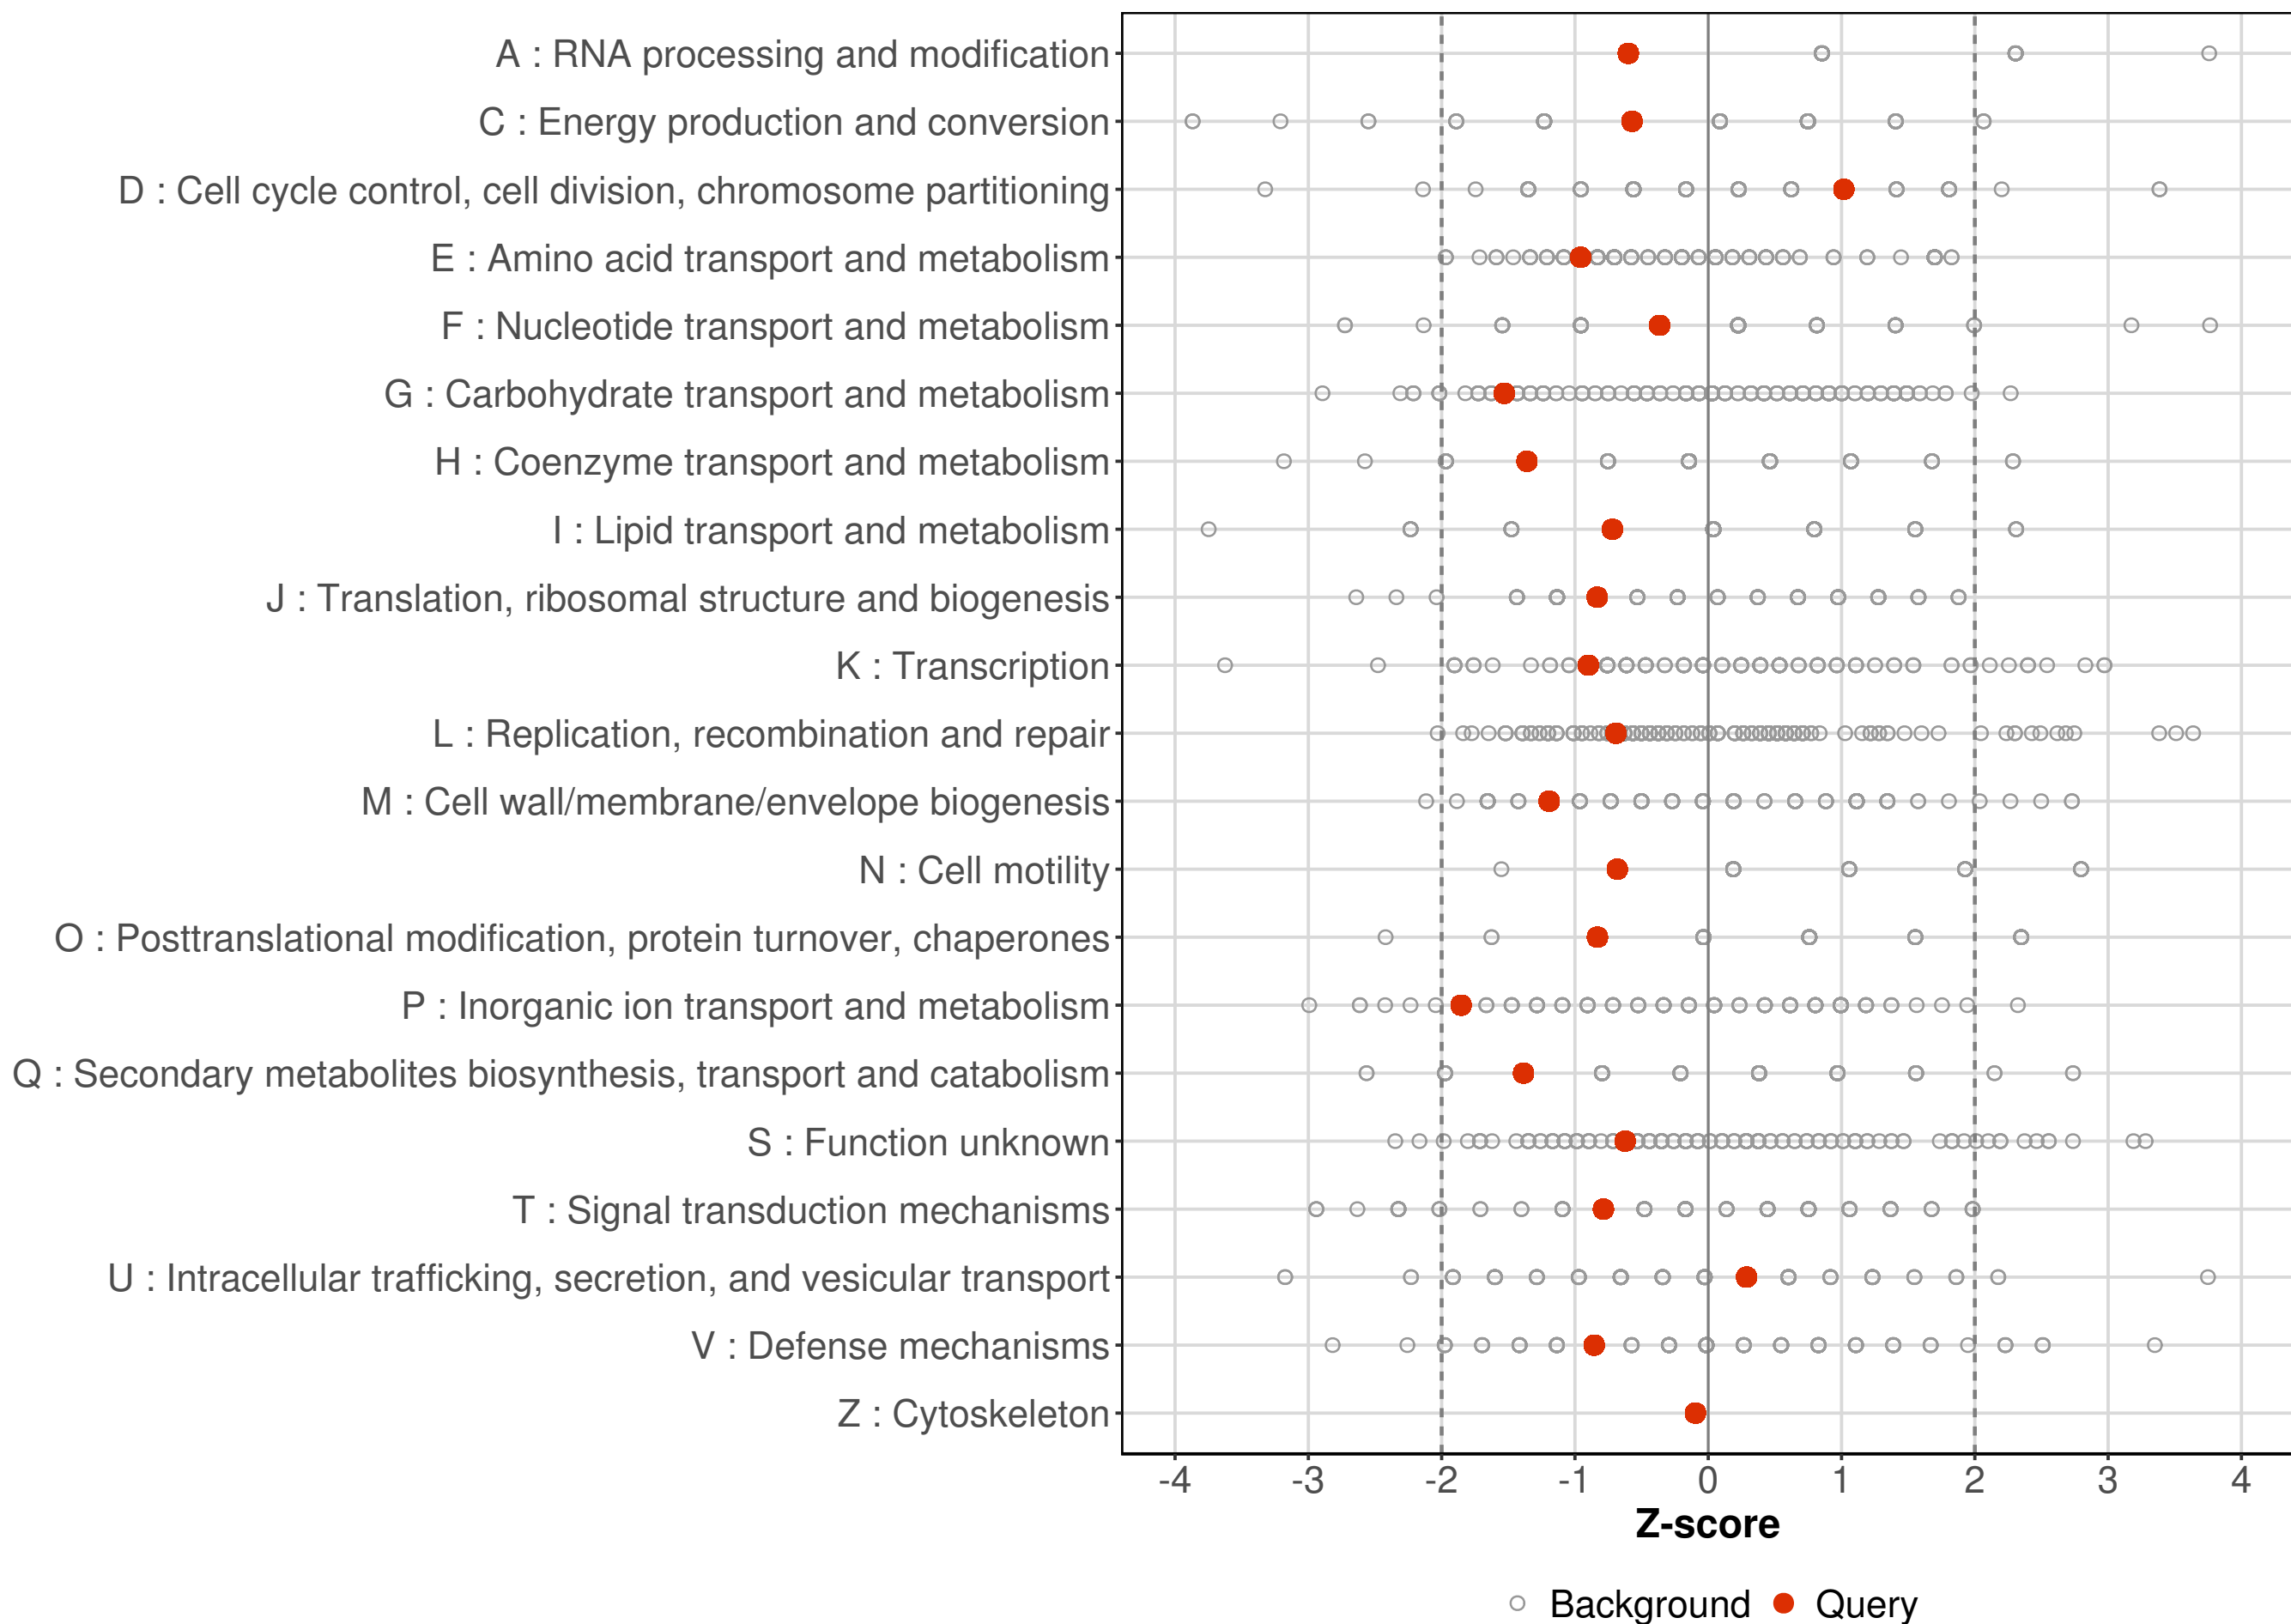 A : RNA processing and modification
C : Energy production and conversion
D : Cell cycle control, cell division, chromosome partitioning
E : Amino acid transport and metabolism
F : Nucleotide transport and metabolism
G : Carbohydrate transport and metabolism
H : Coenzyme transport and metabolism
I : Lipid transport and metabolism
J : Translation, ribosomal structure and biogenesis
K : Transcription
L : Replication, recombination and repair
M : Cell wall/membrane/envelope biogenesis
N : Cell motility
O : Posttranslational modification, protein turnover, chaperones
P : Inorganic ion transport and metabolism
Q : Secondary metabolites biosynthesis, transport and catabolism
S : Function unknown
T : Signal transduction mechanisms
U : Intracellular trafficking, secretion, and vesicular transport
V : Defense mechanisms
Z : Cytoskeleton
-4 -3 -2 -1 0 1 2 3 4
Z-score
Background Query